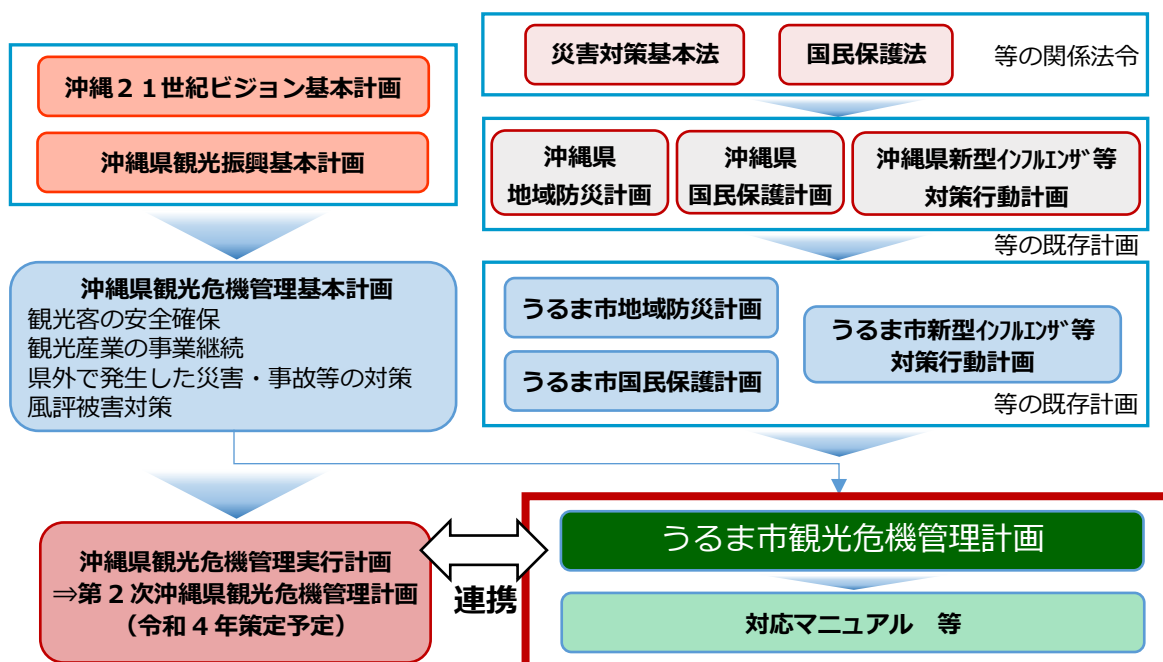 沖縄２１世紀ビジョン基本計画
沖縄県観光振興基本計画
沖縄県観光危機管理基本計画
観光客の安全確保
観光産業の事業継続
県外で発生した災害・事故等の対策
風評被害対策
沖縄県観光危機管理実行計画
⇒第２次沖縄県観光危機管理計画
（令和４年策定予定）
災害対策基本法
国民保護法
等の関係法令
沖縄県
地域防災計画
沖縄県
国民保護計画
沖縄県新型ｲﾝﾌﾙｴﾝｻﾞ等
対策行動計画
等の既存計画
うるま市地域防災計画
うるま市国民保護計画
うるま市新型ｲﾝﾌﾙｴﾝｻﾞ等
対策行動計画
等の既存計画
連携
うるま市観光危機管理計画
対応マニュアル　等